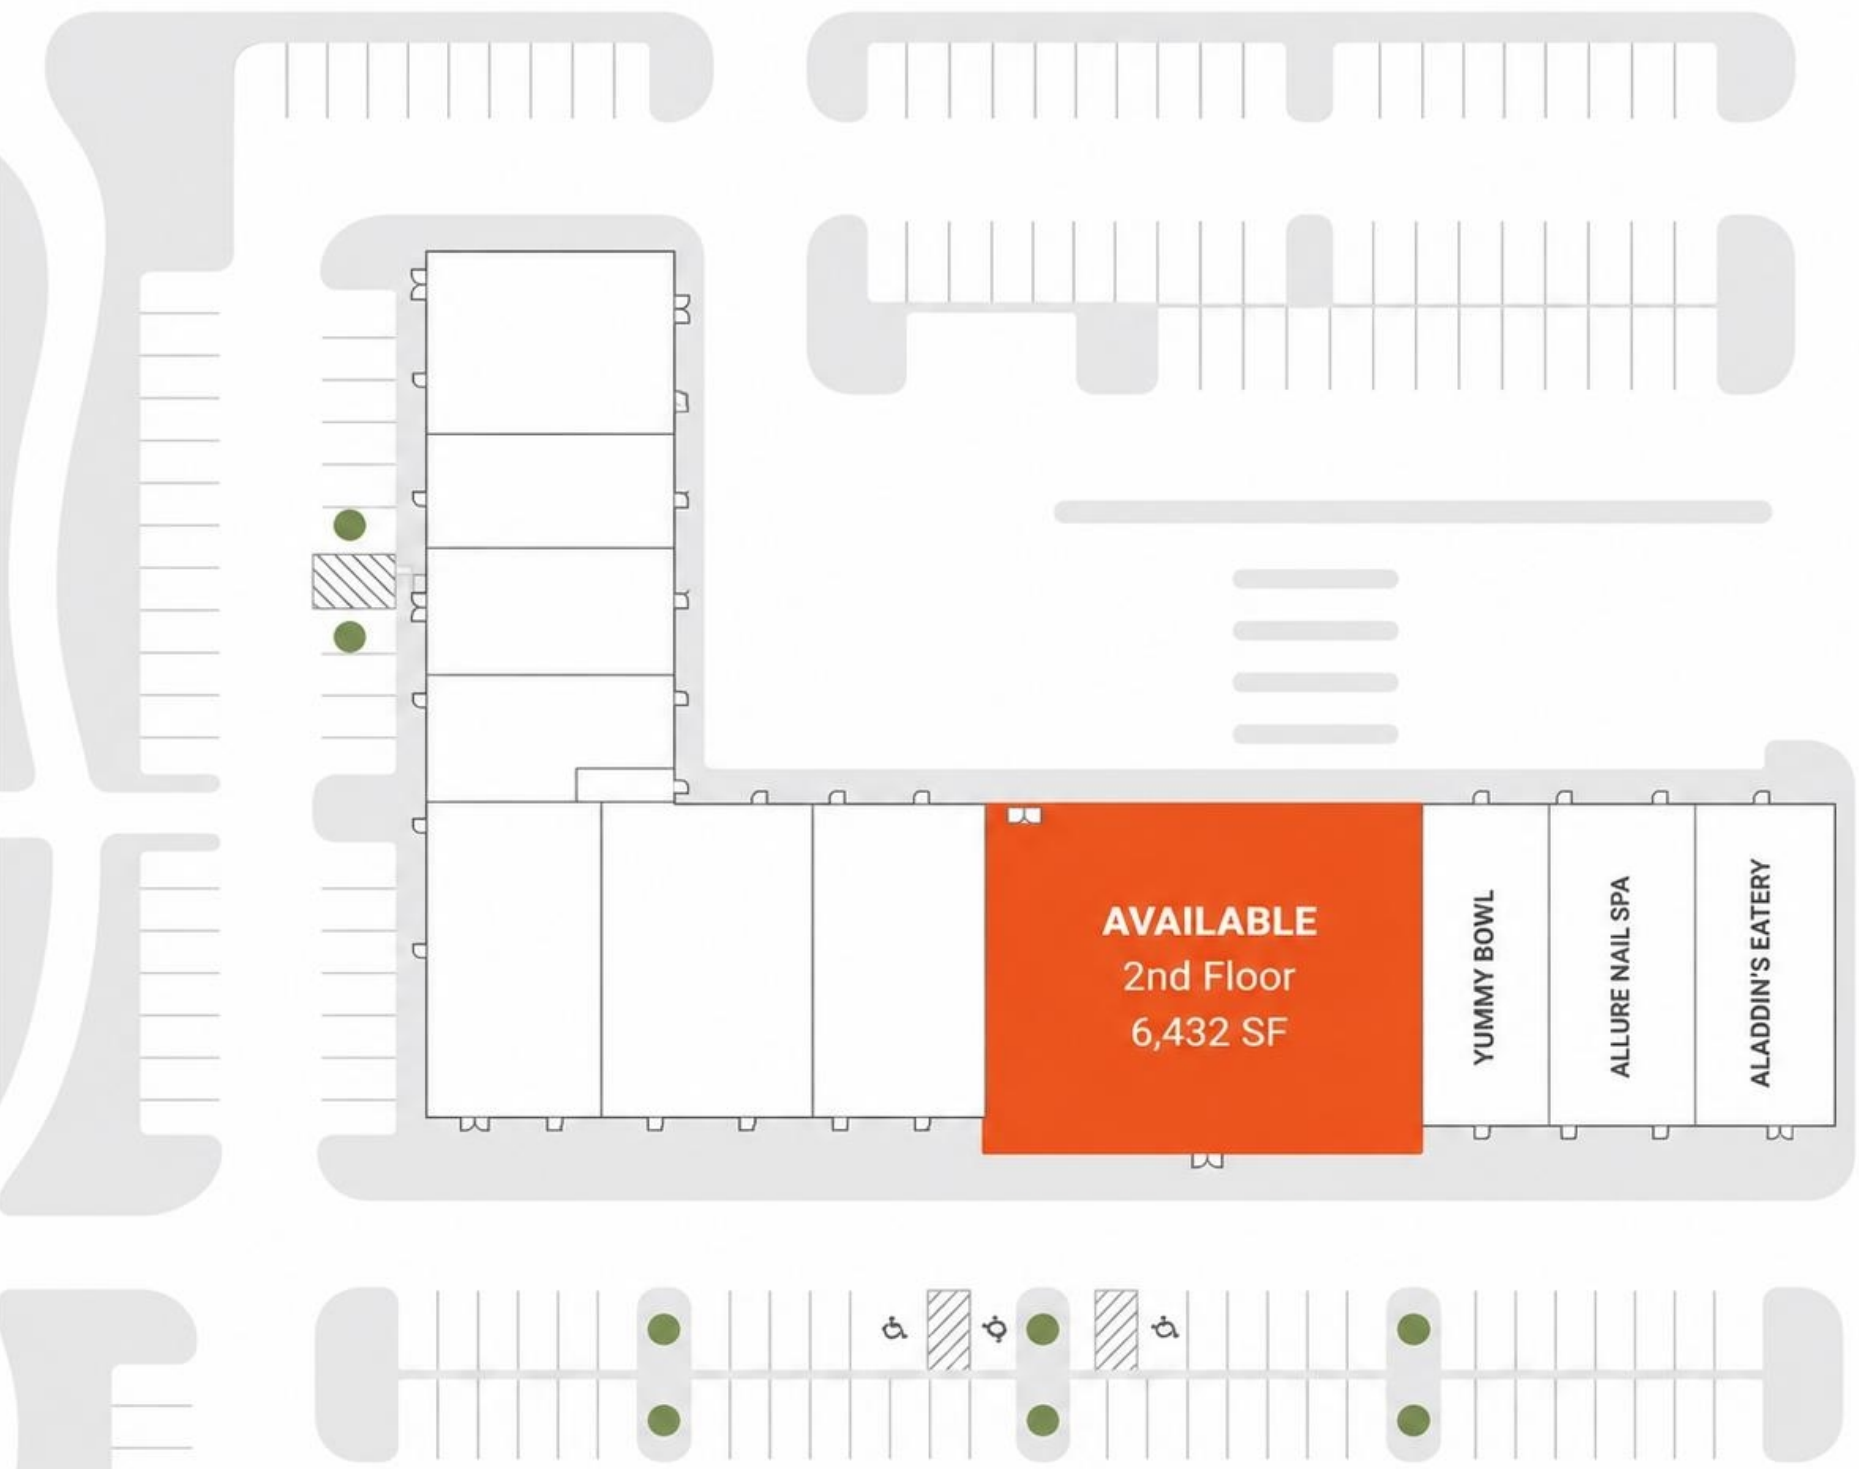 AVAILABLE
2nd Floor
6,432 SF
YUMMY BOWL
ALLURE NAIL SPA
ALADDIN'S EATERY